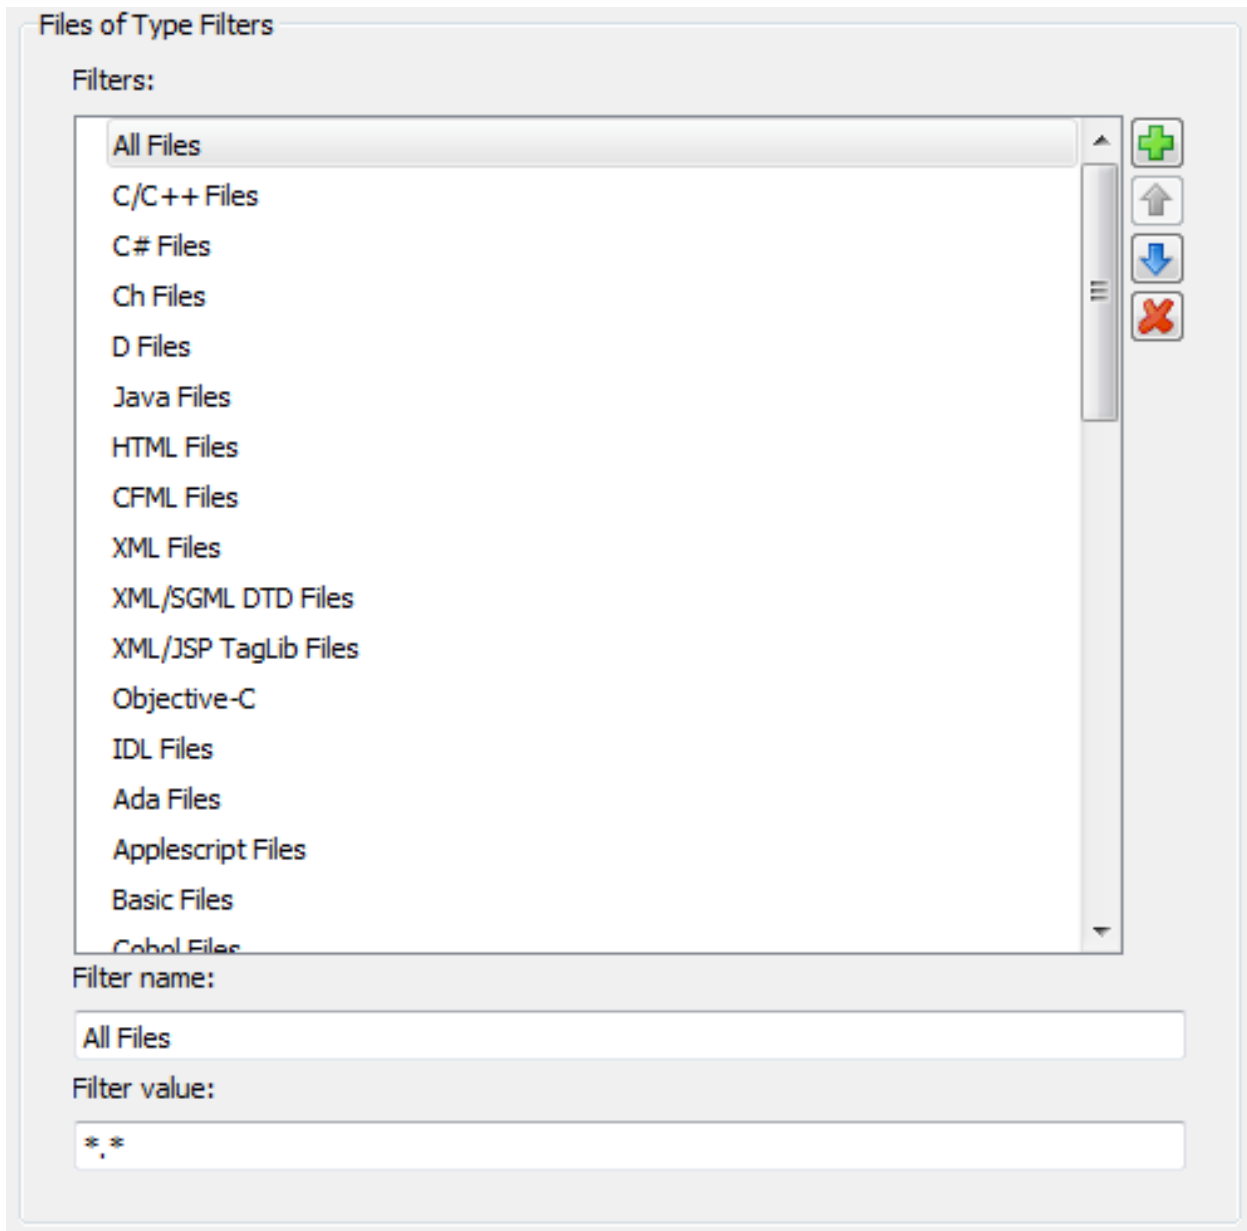 Files of Type Filters
Filters:
All Files
C/C++ Files
C# Files
Ch Files
D Files
Java Files
HTML Files
CFML Files
XML Files
XML/SGML DTD Files
XML/JSP TagLib Files
Objective-C
IDL Files
Ada Files
Applescript Files
Basic Files
Cobol Files
Filter name:
All Files
Filter value:
*.*